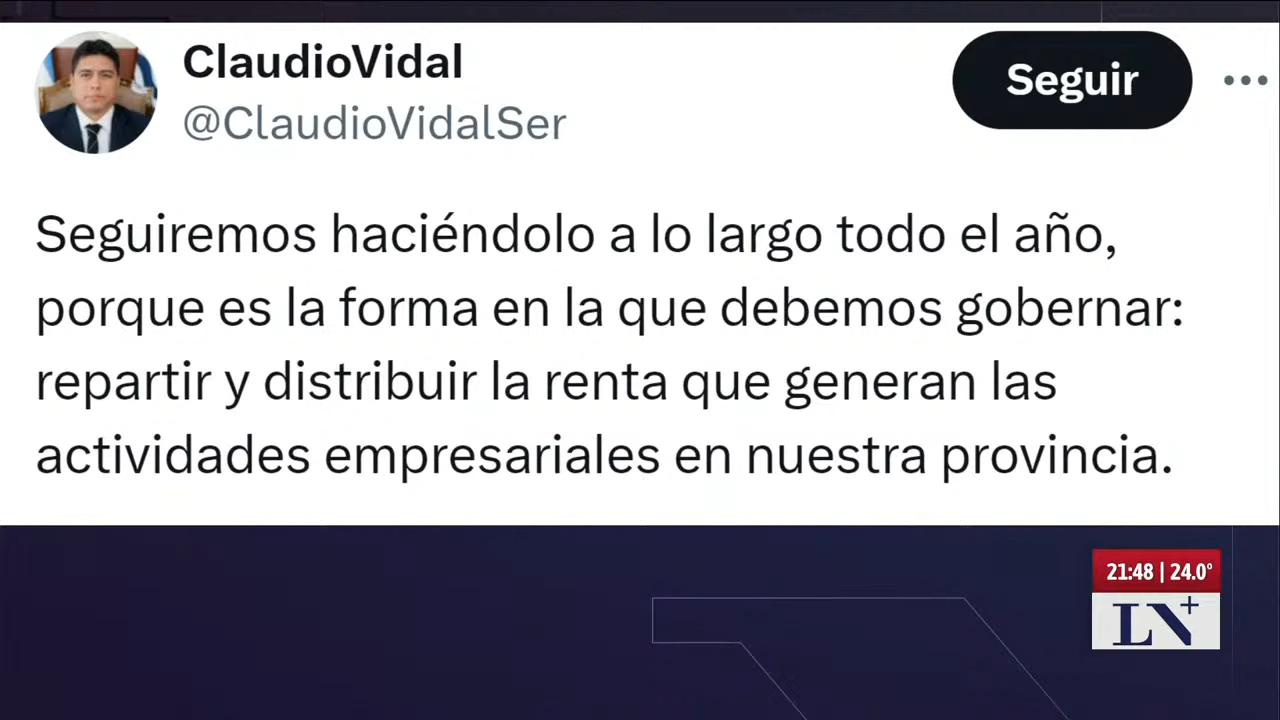 ClaudioVidal
@ClaudioVidalSer
Seguir
Seguiremos haciéndolo a lo largo todo el año,
porque es la forma en la que debemos gobernar:
repartir y distribuir la renta que generan las
actividades empresariales en nuestra provincia.
21:48 | 24.0°
LN+